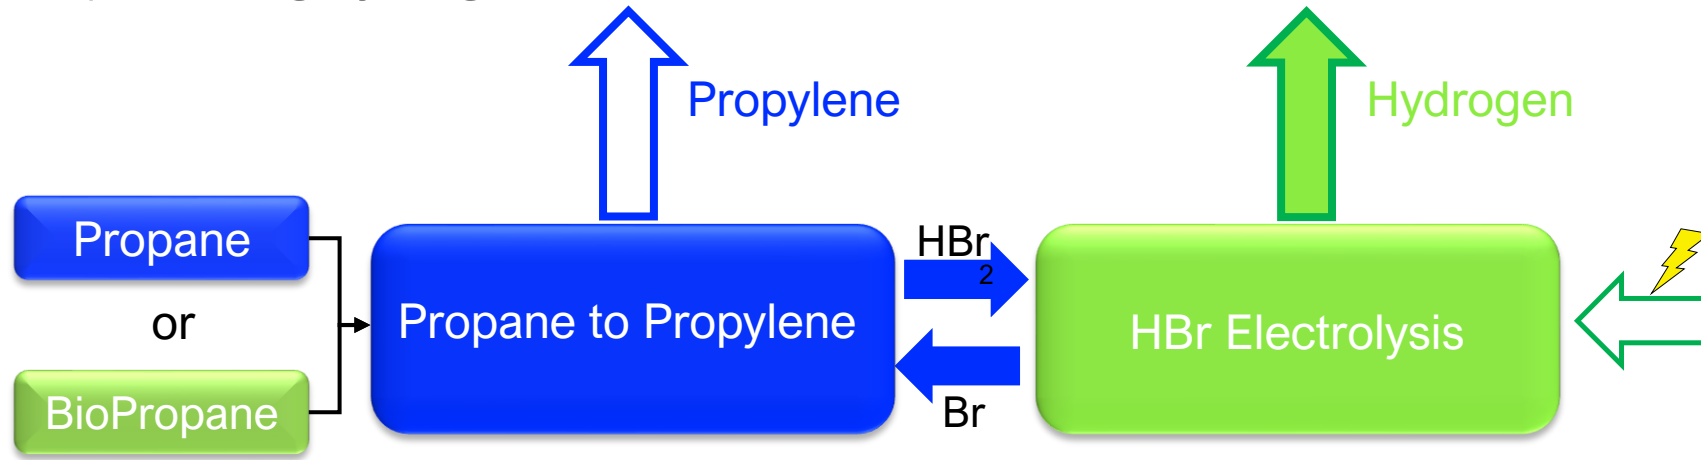 Propylene
Hydrogen
Propane
or
BioPropane
Propane to Propylene
HBr
2
Br
HBr Electrolysis